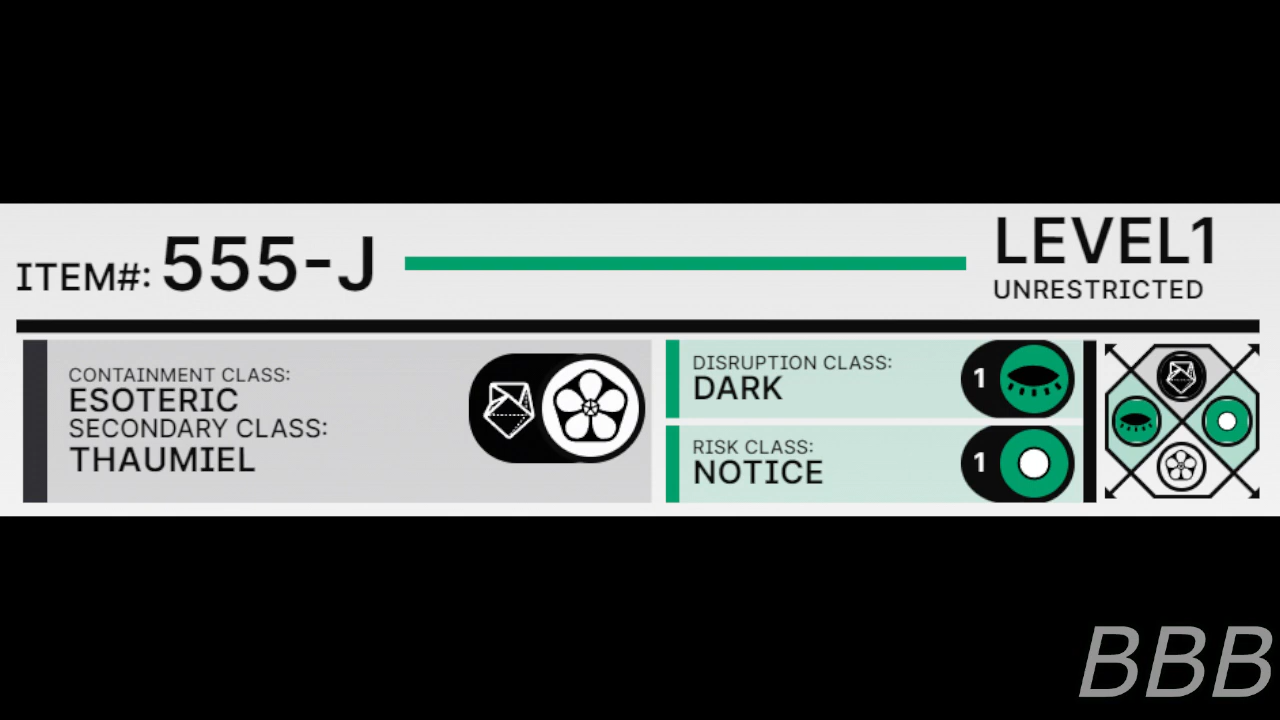 ITEM#: 555-J
LEVEL1
UNRESTRICTED
CONTAINMENT CLASS:
ESOTERIC
SECONDARY CLASS:
THAUMIEL
DISRUPTION CLASS:
DARK
1
RISK CLASS:
NOTICE
1
BBB